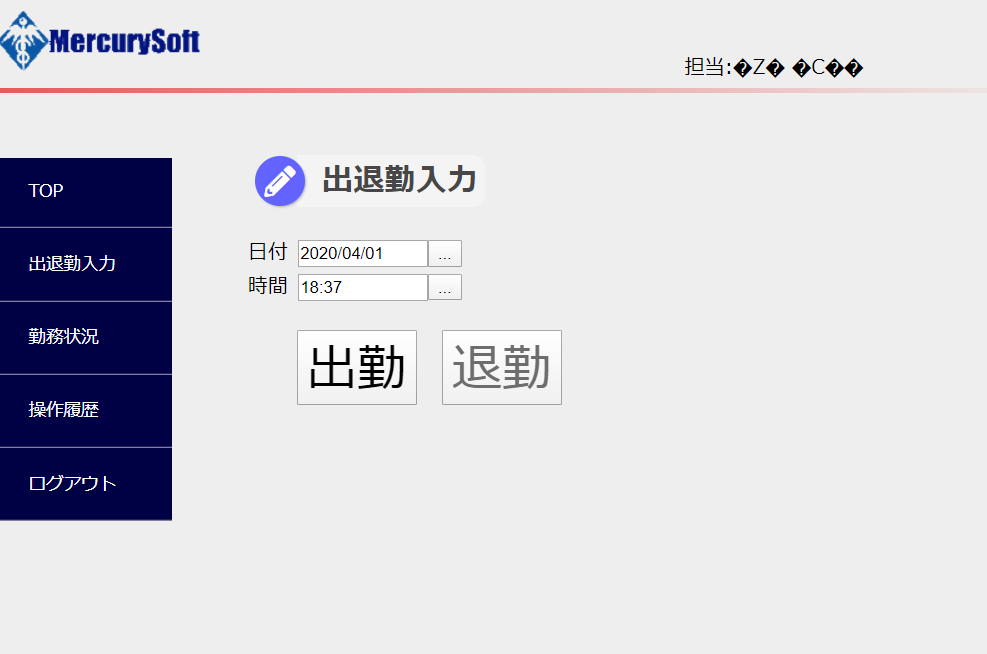 MercurySoft
担当:�Z� �C��
TOP
出退勤入力
勤務状況
操作履歴
ログアウト
出退勤入力
日付 2020/04/01 ...
時間 18:37 ...
出勤 退勤